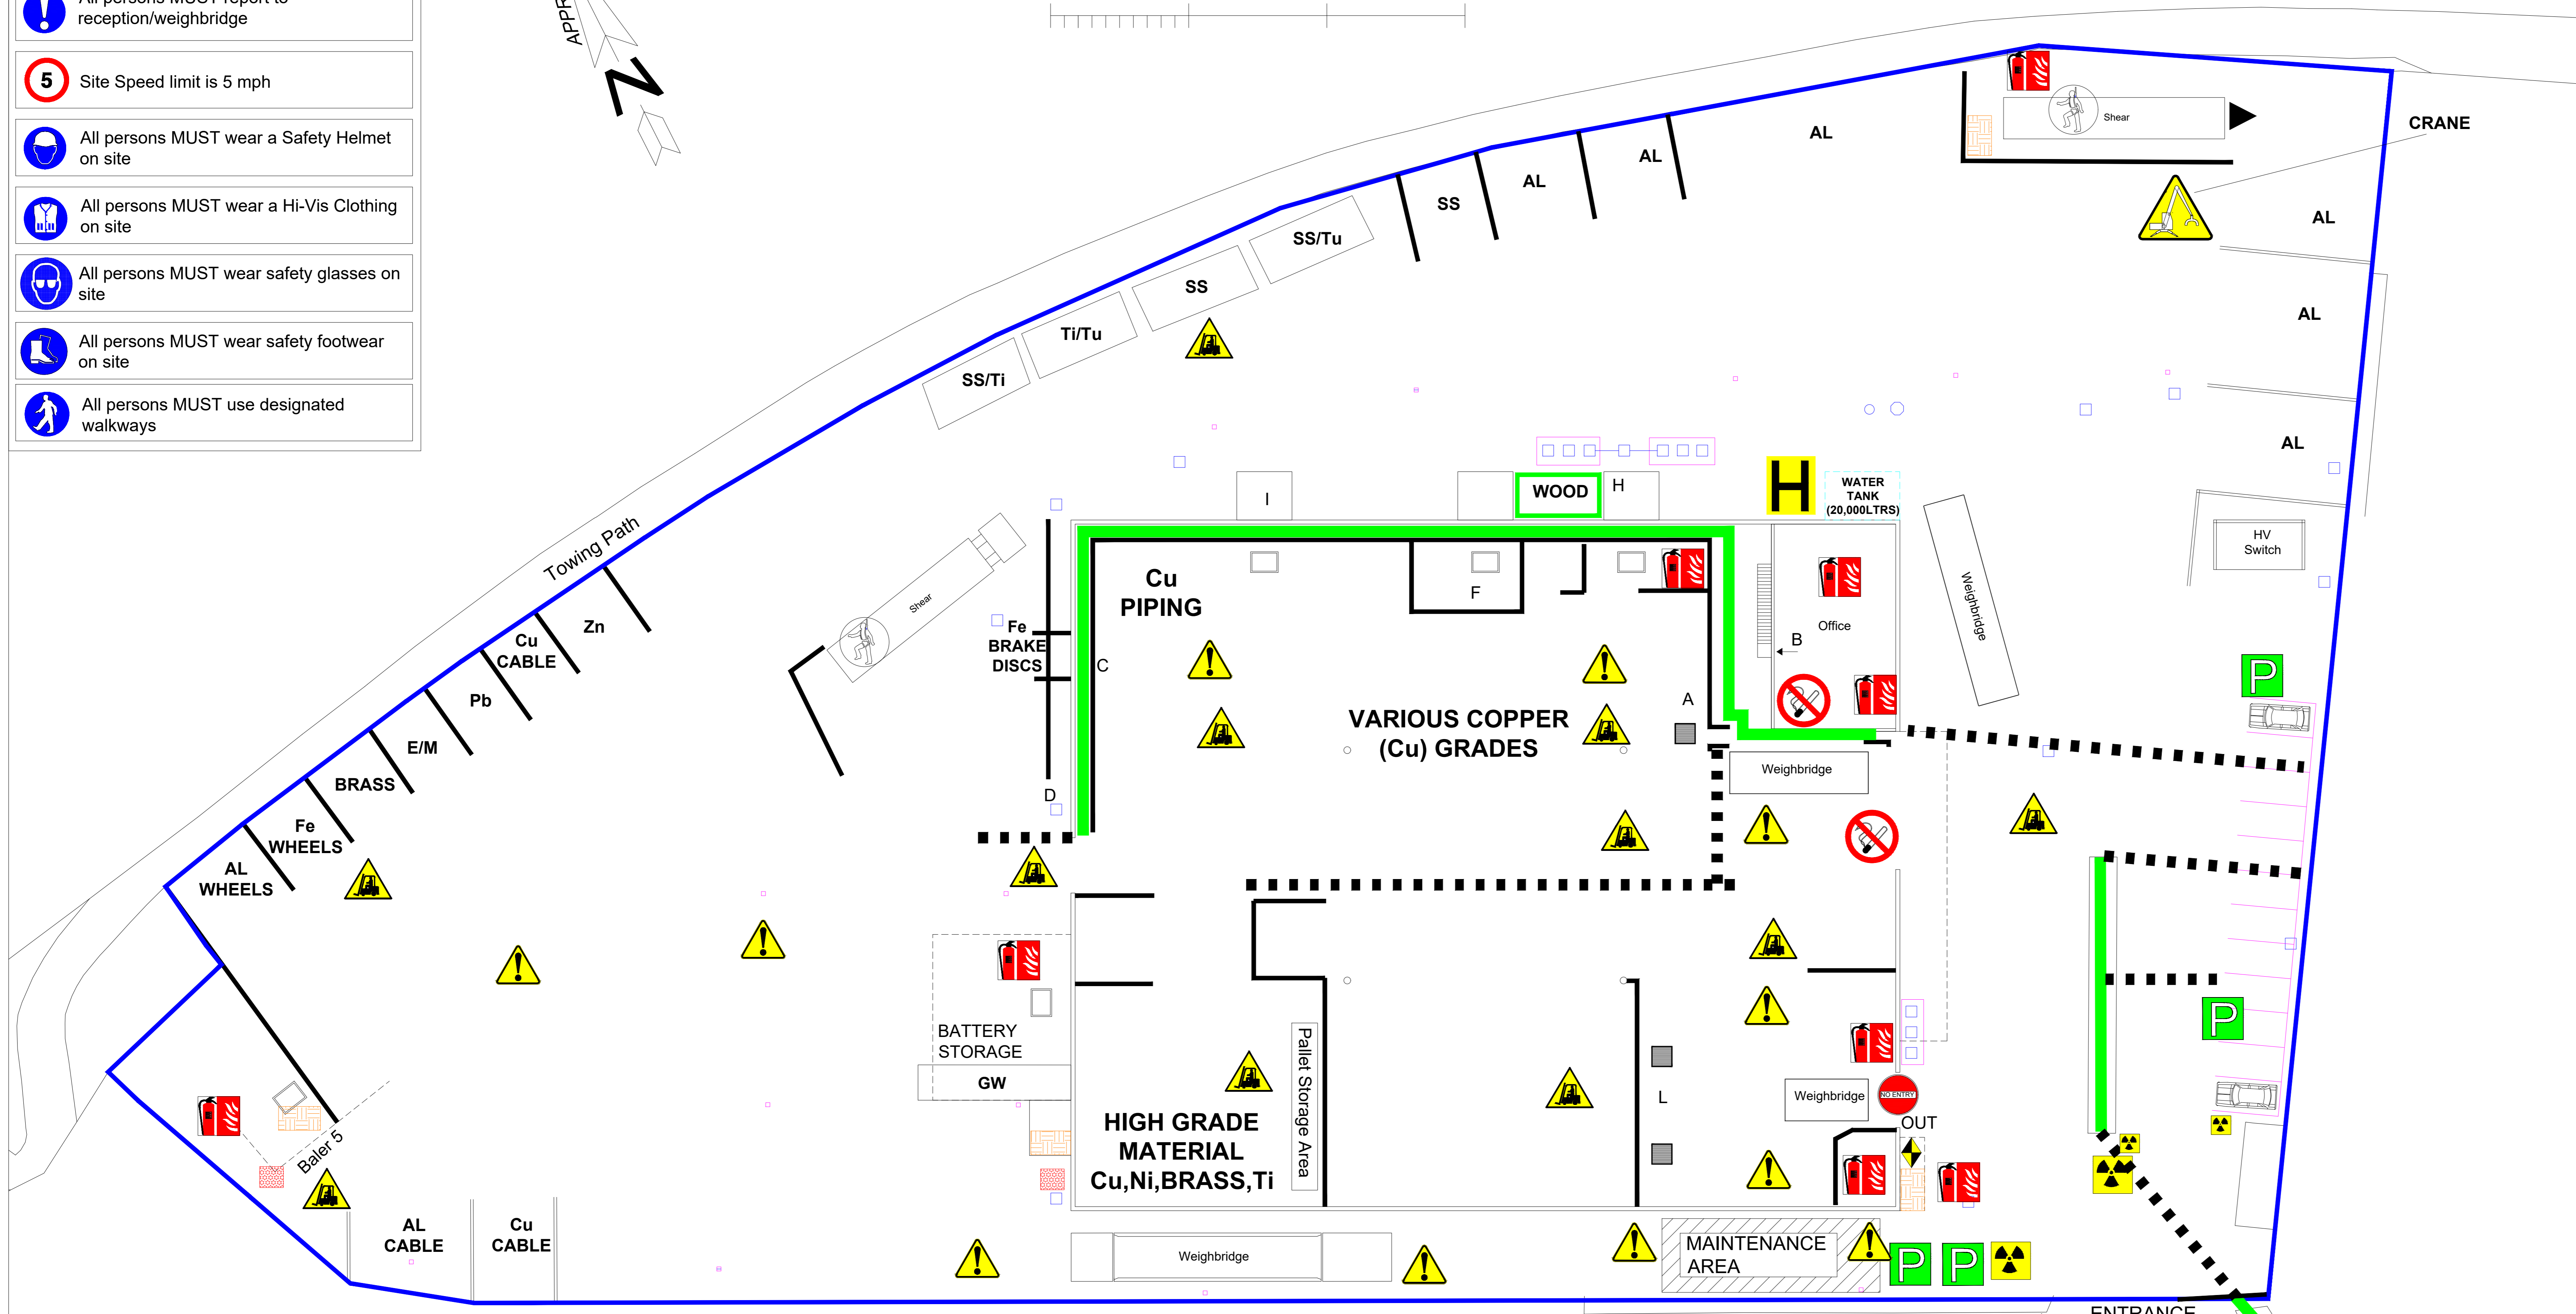 All persons MUST report to
reception/weighbridge
5
Site Speed limit is 5 mph
All persons MUST wear a Safety Helmet
on site
All persons MUST wear a Hi-Vis Clothing
on site
All persons MUST wear safety glasses on
site
All persons MUST wear safety footwear
on site
All persons MUST use designated
walkways
APPR
N
Shear
CRANE
AL
AL
AL
SS
AL
AL
AL
AL
SS/Tu
SS
Ti/Tu
SS/Ti
Towing Path
I
WOOD
H
H
WATER
TANK
(20,000LTRS)
HV
Switch
Weighbridge
Shear
Cu
PIPING
F
Office
B
Zn
Cu
CABLE
Pb
E/M
BRASS
Fe
WHEELS
AL
WHEELS
Fe
BRAKE
DISCS
C
D
A
VARIOUS COPPER
(Cu) GRADES
P
Weighbridge
BATTERY
STORAGE
GW
Pallet Storage Area
HIGH GRADE
MATERIAL
Cu,Ni,BRASS,Ti
L
Weighbridge
NO ENTRY
OUT
P
Baler 5
AL
CABLE
Cu
CABLE
Weighbridge
MAINTENANCE
AREA
P
P
ENTRANCE